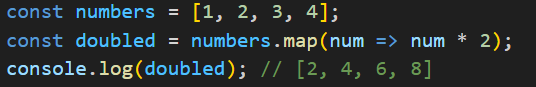 const numbers = [1, 2, 3, 4];
const doubled = numbers.map(num => num * 2);
console.log(doubled); // [2, 4, 6, 8]